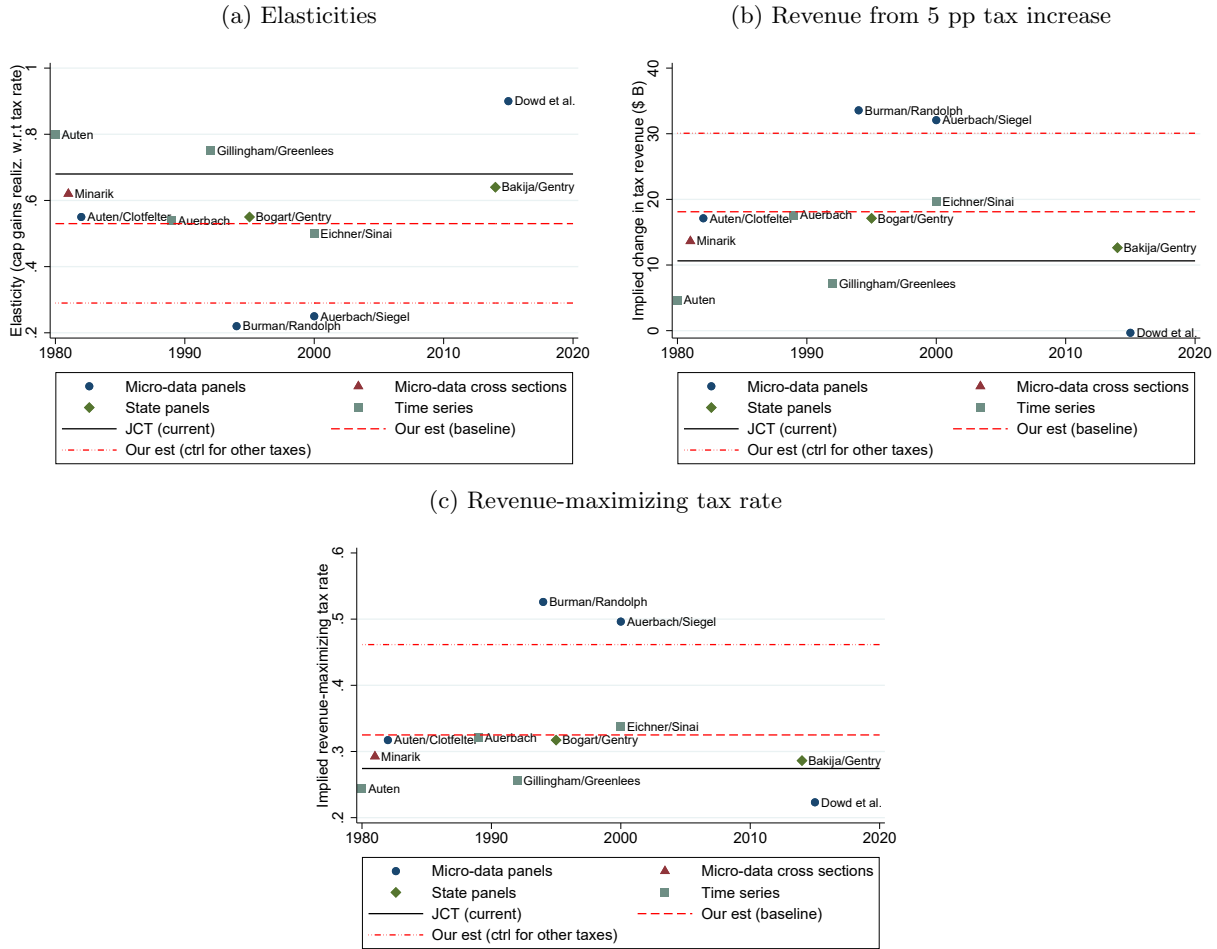 (a) Elasticities
Elasticity (cap gains realiz. w.r.t tax rate)
1
.8
.6
.4
.2
Dowd et al.
Auten
Gillingham/Greenlees
Minarik
Bakija/Gentry
Auten/Clotfelter
Auerbach
Bogart/Gentry
Eichner/Sinai
Auerbach/Siegel
Burman/Randolph
1980 1990 2000 2010 2020
Micro-data panels Micro-data cross sections
State panels Time series
JCT (current) Our est (baseline)
Our est (ctrl for other taxes)
(b) Revenue from 5 pp tax increase
Implied change in tax revenue ($ B)
40
30
20
10
0
Burman/Randolph
Auerbach/Siegel
Eichner/Sinai
Auten/Clotfelter
Auerbach
Bogart/Gentry
Minarik
Bakija/Gentry
Gillingham/Greenlees
Auten
Dowd et al.
1980 1990 2000 2010 2020
Micro-data panels Micro-data cross sections
State panels Time series
JCT (current) Our est (baseline)
Our est (ctrl for other taxes)
(c) Revenue-maximizing tax rate
Implied revenue-maximizing tax rate
.6
.5
.4
.3
.2
Burman/Randolph
Auerbach/Siegel
Eichner/Sinai
Auten/Clotfelter
Auerbach
Bogart/Gentry
Minarik
Bakija/Gentry
Gillingham/Greenlees
Auten
Dowd et al.
1980 1990 2000 2010 2020
Micro-data panels Micro-data cross sections
State panels Time series
JCT (current) Our est (baseline)
Our est (ctrl for other taxes)